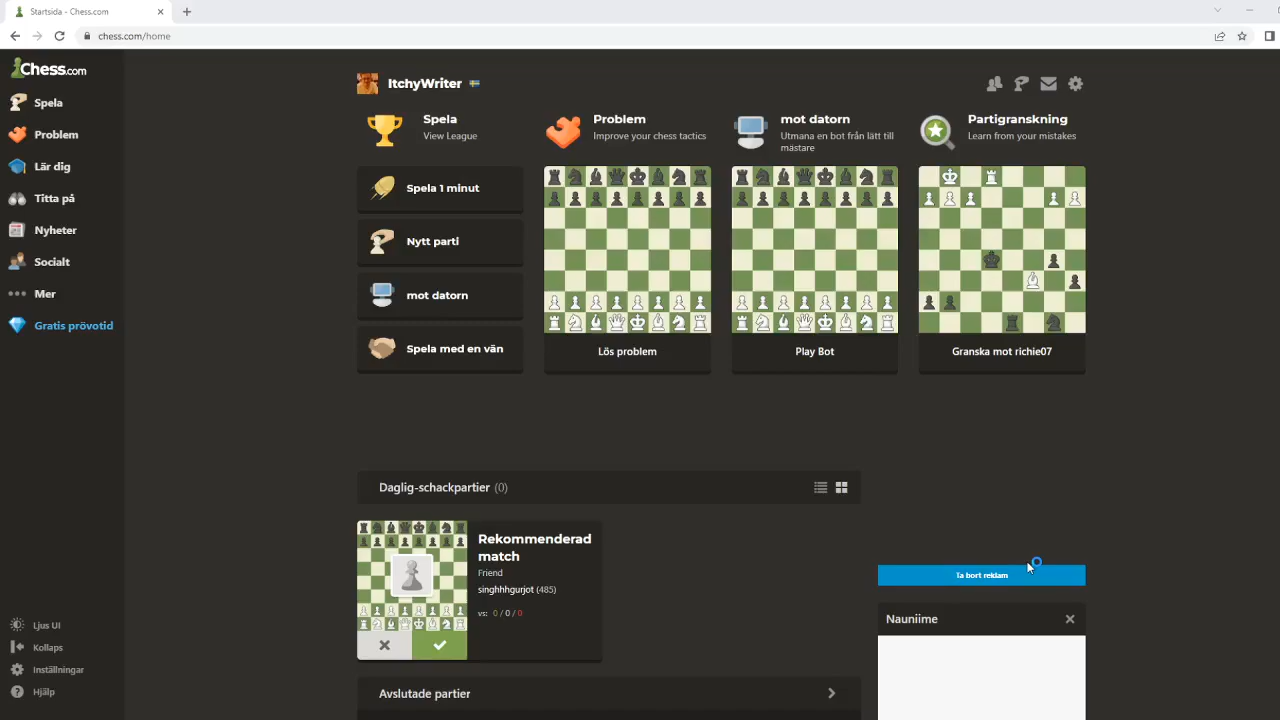 Startsida - Chess.com
chess.com/home
Chess.com
Spela
Problem
Lär dig
Titta på
Nyheter
Socialt
Mer
Gratis prövotid
Ljus UI
Kollaps
Inställningar
Hjälp
ItchyWriter
Spela
View League
Spela 1 minut
Nytt parti
mot datorn
Spela med en vän
Problem
Improve your chess tactics
Lös problem
mot datorn
Utmana en bot från lätt till
mästare
Play Bot
Partigranskning
Learn from your mistakes
Granska mot richie07
Daglig-schackpartier (0)
Rekommenderad
match
Friend
singhhhgurjot (485)
vs: 0 / 0 / 0
Avslutade partier
Ta bort reklam
Nauniime